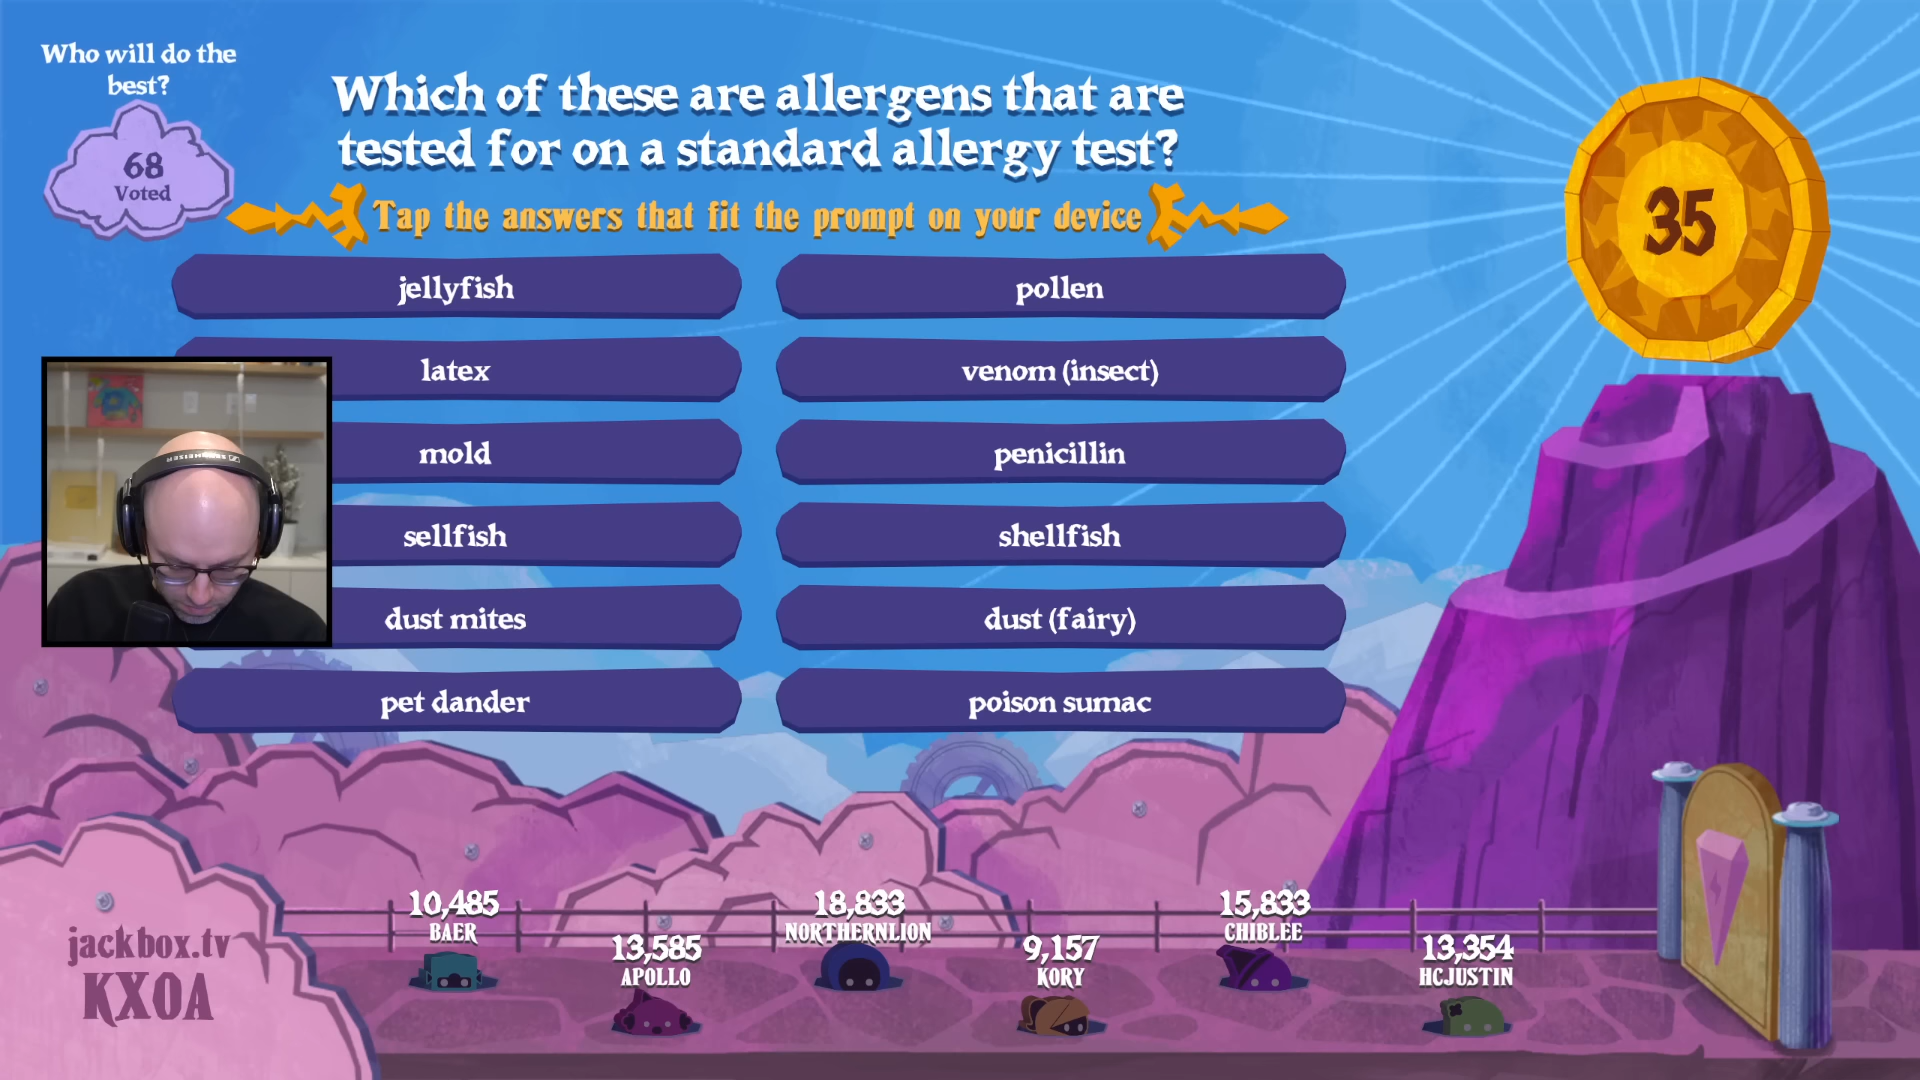 Who will do the
best?
68
Voted
Which of these are allergens that are
tested for on a standard allergy test?
Tap the answers that fit the prompt on your device
35
jellyfish
pollen
latex
venom (insect)
mold
penicillin
sellfish
shellfish
dust mites
dust (fairy)
pet dander
poison sumac
10,485
BAER
13,585
APOLLO
18,833
NORTHERNLION
9,157
KORY
15,833
CHIBLEE
13,354
HCJUSTIN
jackbox.tv
KXOA
SENNHEISER